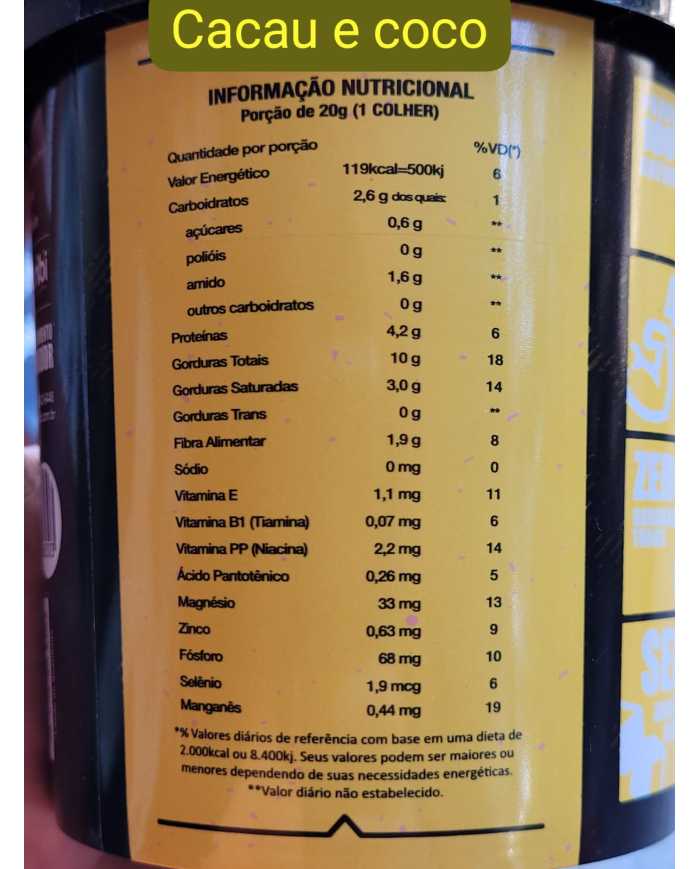 Cacau e coco
INFORMAÇÃO NUTRICIONAL
Porção de 20g (1 COLHER)
Quantidade por porção %VD(*)
Valor Energético 119kcal=500kj 6
Carboidratos 2,6 g dos quais: 1
açúcares 0,6 g **
polióis 0 g **
amido 1,6 g **
outros carboidratos 0 g **
Proteínas 4,2 g 6
Gorduras Totais 10 g 18
Gorduras Saturadas 3,0 g 14
Gorduras Trans 0 g **
Fibra Alimentar 1,9 g 8
Sódio 0 mg 0
Vitamina E 1,1 mg 11
Vitamina B1 (Tiamina) 0,07 mg 6
Vitamina PP (Niacina) 2,2 mg 14
Ácido Pantotênico 0,26 mg 5
Magnésio 33 mg 13
Zinco 0,63 mg 9
Fósforo 68 mg 10
Selênio 1,9 mcg 6
Manganês 0,44 mg 19
*% Valores diários de referência com base em uma dieta de
2.000kcal ou 8.400kj. Seus valores podem ser maiores ou
menores dependendo de suas necessidades energéticas.
**Valor diário não estabelecido.